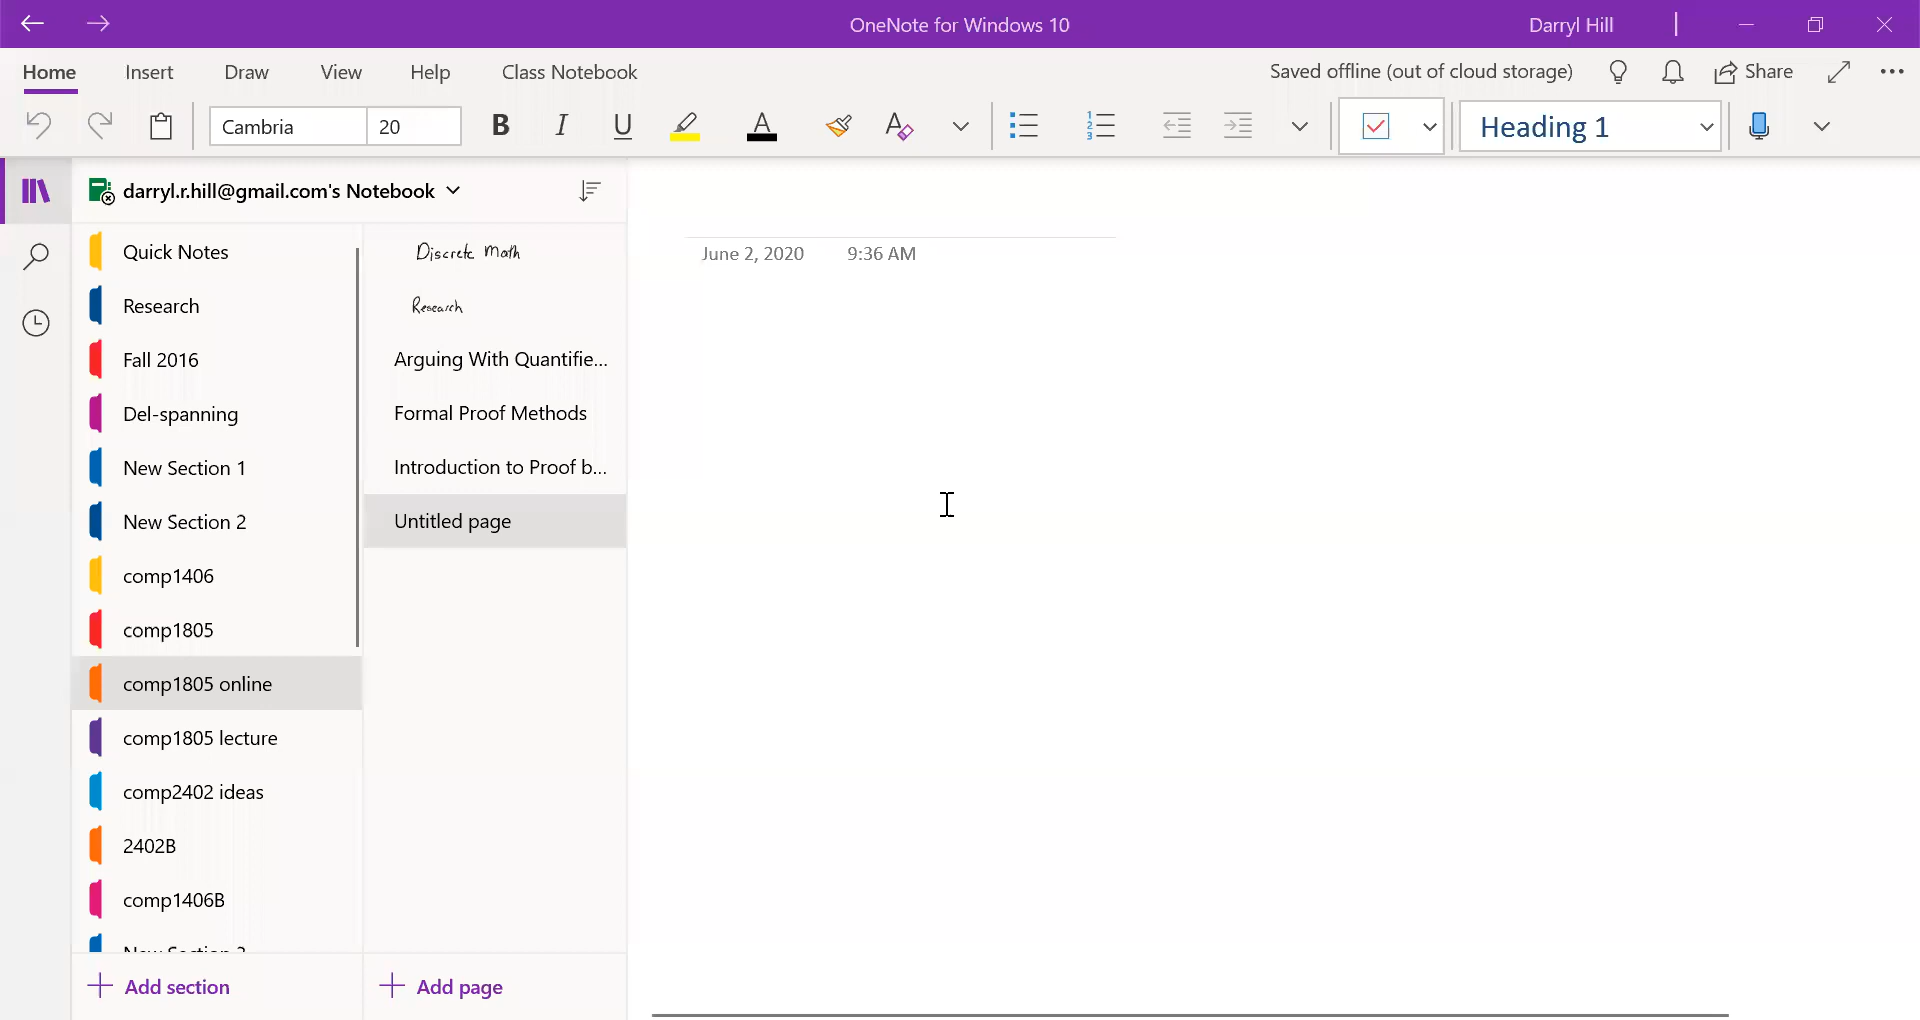 OneNote for Windows 10
Darryl Hill
Home Insert Draw View Help Class Notebook
Saved offline (out of cloud storage) Share
Cambria 20 B I U A A Heading 1
darryl.r.hill@gmail.com's Notebook
Quick Notes
Research
Fall 2016
Del-spanning
New Section 1
New Section 2
comp1406
comp1805
comp1805 online
comp1805 lecture
comp2402 ideas
2402B
comp1406B
Add section
Discrete Math
Research
Arguing With Quantifie...
Formal Proof Methods
Introduction to Proof b...
Untitled page
Add page
June 2, 2020 9:36 AM